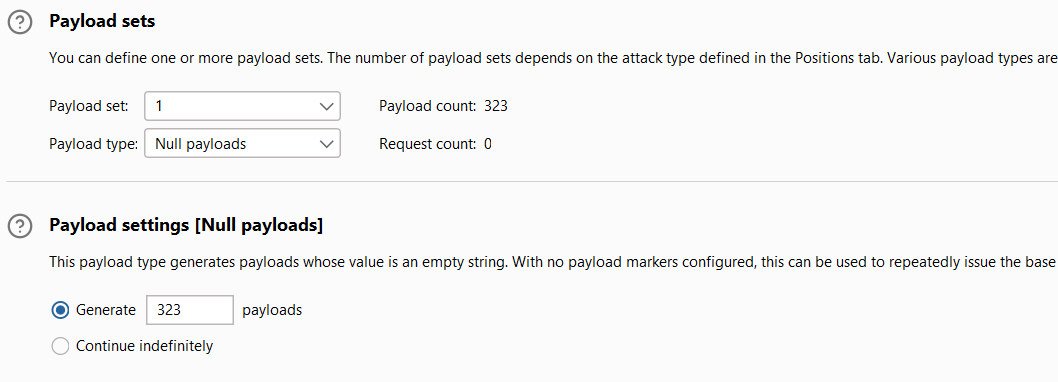 Payload sets
You can define one or more payload sets. The number of payload sets depends on the attack type defined in the Positions tab. Various payload types are
Payload set: 1 Payload count: 323
Payload type: Null payloads Request count: 0
Payload settings [Null payloads]
This payload type generates payloads whose value is an empty string. With no payload markers configured, this can be used to repeatedly issue the base
Generate 323 payloads
Continue indefinitely